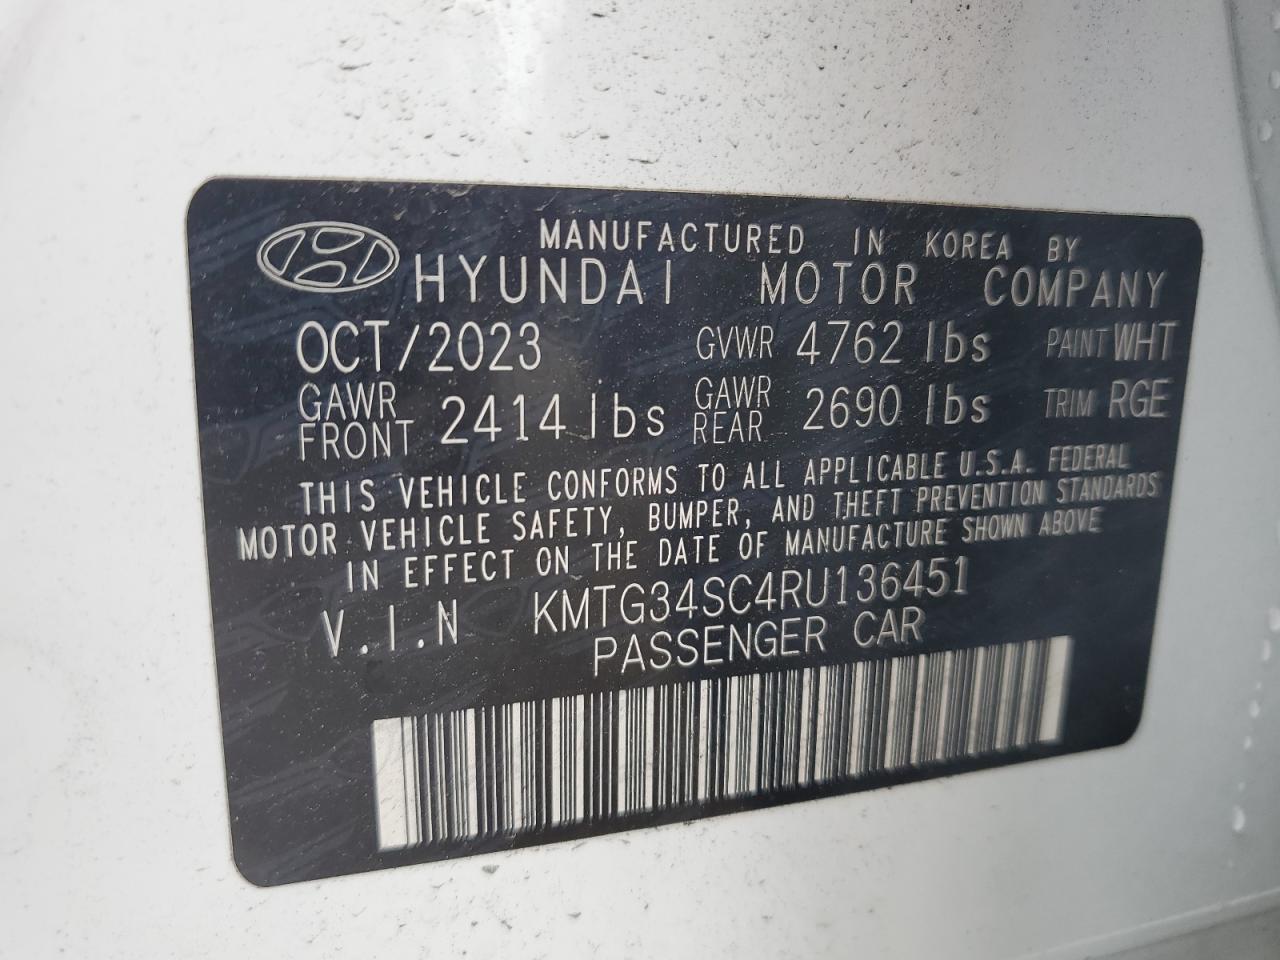 MANUFACTURED IN KOREA BY
HYUNDAI MOTOR COMPANY
OCT/2023 GVWR 4762 lbs PAINT WHT
GAWR FRONT 2414 lbs GAWR REAR 2690 lbs TRIM RGE
THIS VEHICLE CONFORMS TO ALL APPLICABLE U.S.A. FEDERAL
MOTOR VEHICLE SAFETY, BUMPER, AND THEFT PREVENTION STANDARDS
IN EFFECT ON THE DATE OF MANUFACTURE SHOWN ABOVE
V.I.N KMTG34SC4RU136451
PASSENGER CAR